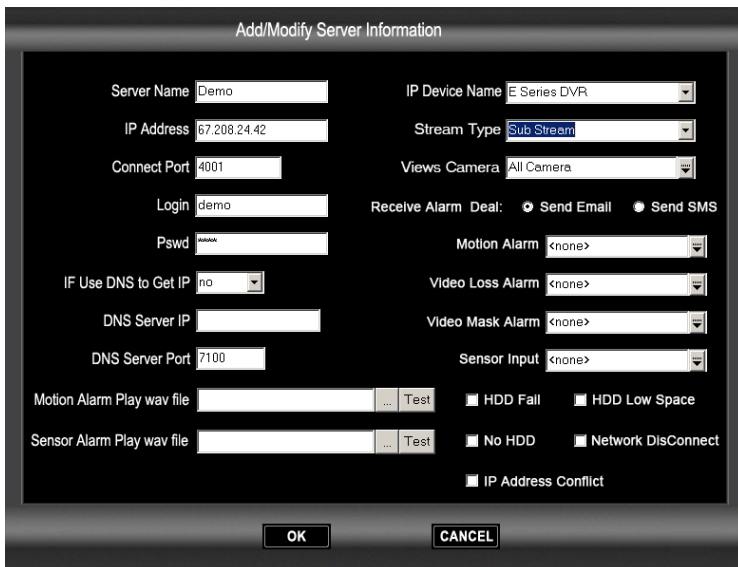 Add/Modify Server Information
Server Name Demo
IP Address 67.208.24.42
Connect Port 4001
Login demo
Pswd ****
IF Use DNS to Get IP no
DNS Server IP
DNS Server Port 7100
Motion Alarm Play wav file ... Test
Sensor Alarm Play wav file ... Test
IP Device Name E Series DVR
Stream Type Sub Stream
Views Camera All Camera
Receive Alarm Deal: Send Email Send SMS
Motion Alarm <none>
Video Loss Alarm <none>
Video Mask Alarm <none>
Sensor Input <none>
HDD Fail HDD Low Space
No HDD Network DisConnect
IP Address Conflict
OK CANCEL